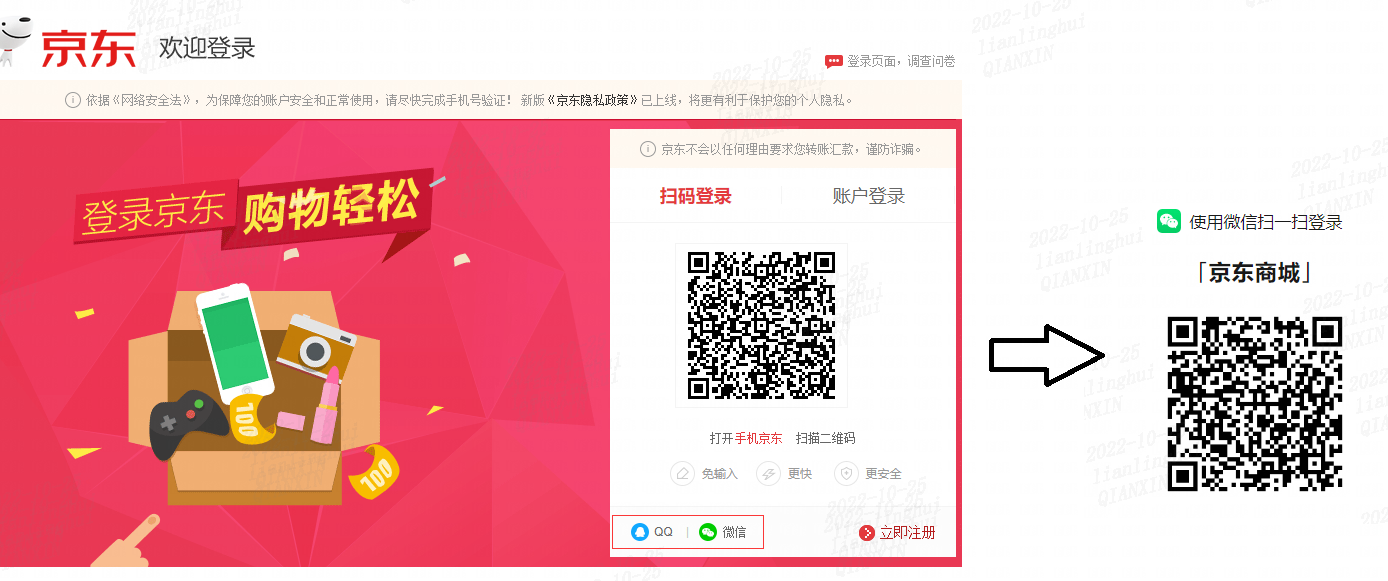 京东 欢迎登录
登录页面，调查问卷
依据《网络安全法》，为保障您的账户安全和正常使用，请尽快完成手机号验证！ 新版《京东隐私政策》已上线，将更有利于保护您的个人隐私。
京东不会以任何理由要求您转账汇款，谨防诈骗。
扫码登录 账户登录
登录京东 购物轻松
100
100
打开手机京东 扫描二维码
免输入 更快 更安全
QQ | 微信 立即注册
使用微信扫一扫登录
「京东商城」
2022-10-25
lianlinghui
QIANXIN